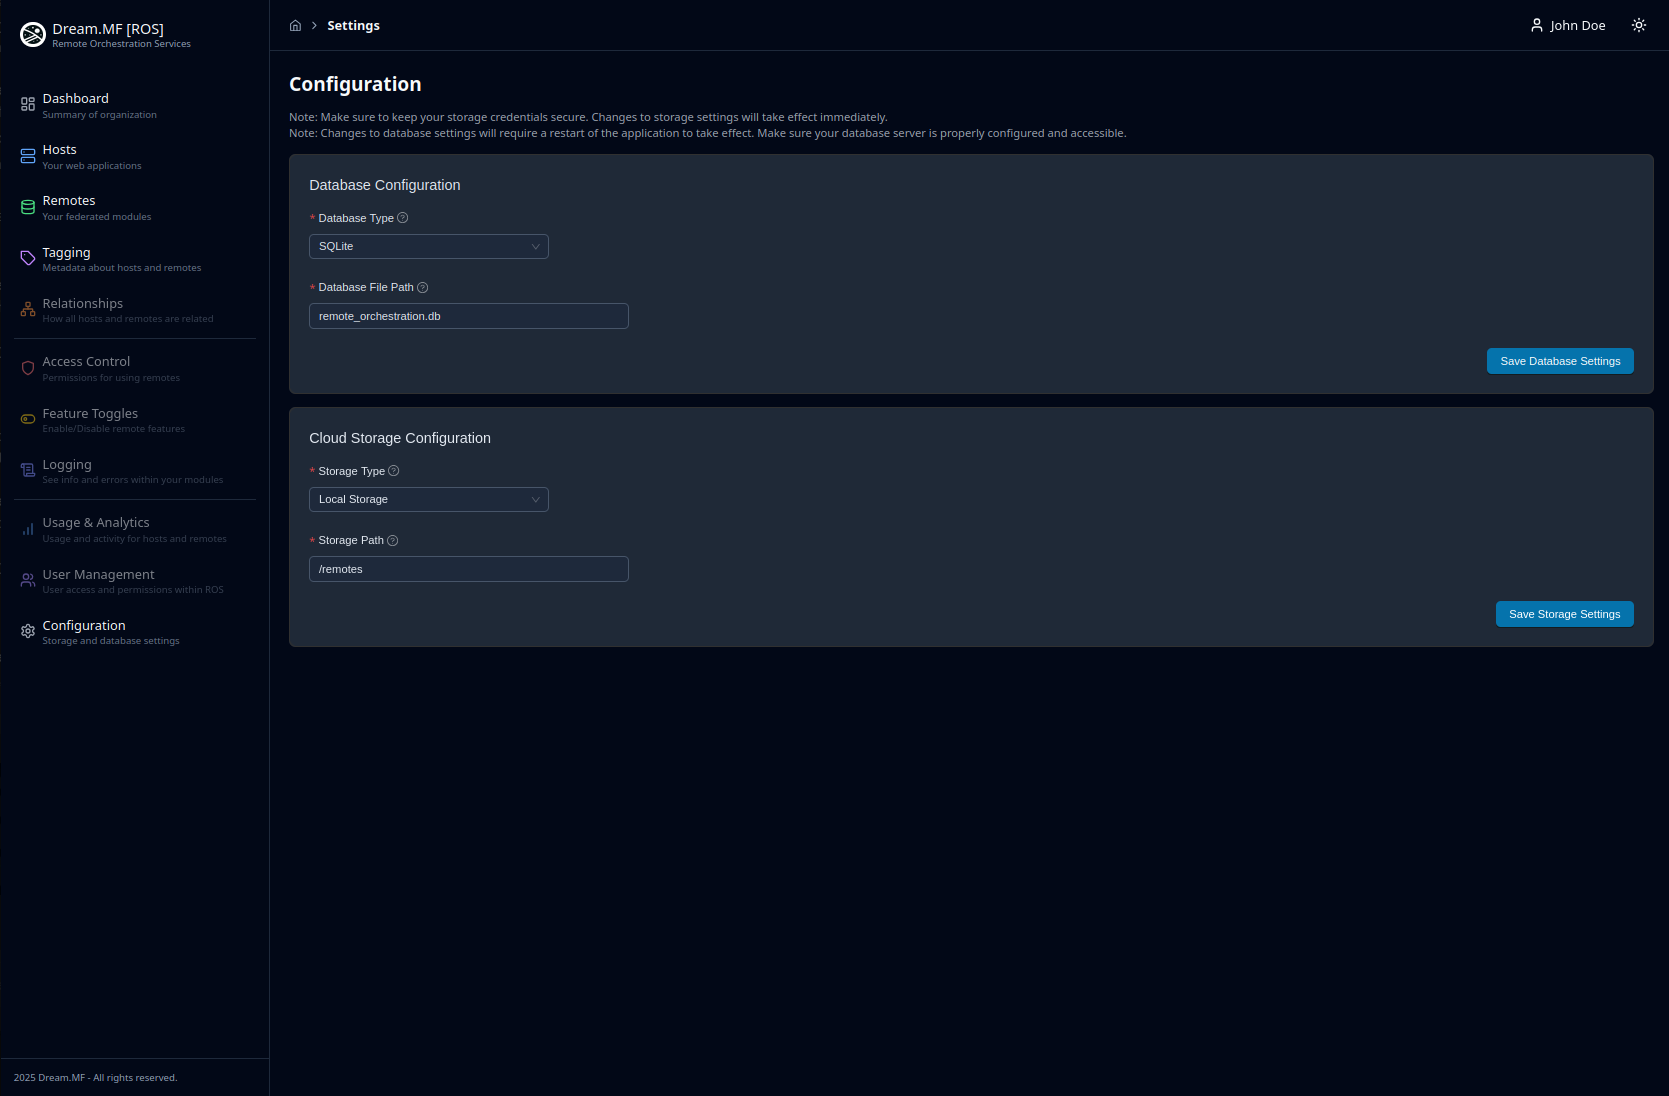 Dream.MF [ROS]
Remote Orchestration Services
Dashboard
Summary of organization
Hosts
Your web applications
Remotes
Your federated modules
Tagging
Metadata about hosts and remotes
Relationships
How all hosts and remotes are related
Access Control
Permissions for using remotes
Feature Toggles
Enable/Disable remote features
Logging
See info and errors within your modules
Usage & Analytics
Usage and activity for hosts and remotes
User Management
User access and permissions within ROS
Configuration
Storage and database settings
2025 Dream.MF - All rights reserved.
Settings
John Doe
Configuration
Note: Make sure to keep your storage credentials secure. Changes to storage settings will take effect immediately.
Note: Changes to database settings will require a restart of the application to take effect. Make sure your database server is properly configured and accessible.
Database Configuration
* Database Type ?
SQLite
* Database File Path ?
remote_orchestration.db
Save Database Settings
Cloud Storage Configuration
* Storage Type ?
Local Storage
* Storage Path ?
/remotes
Save Storage Settings